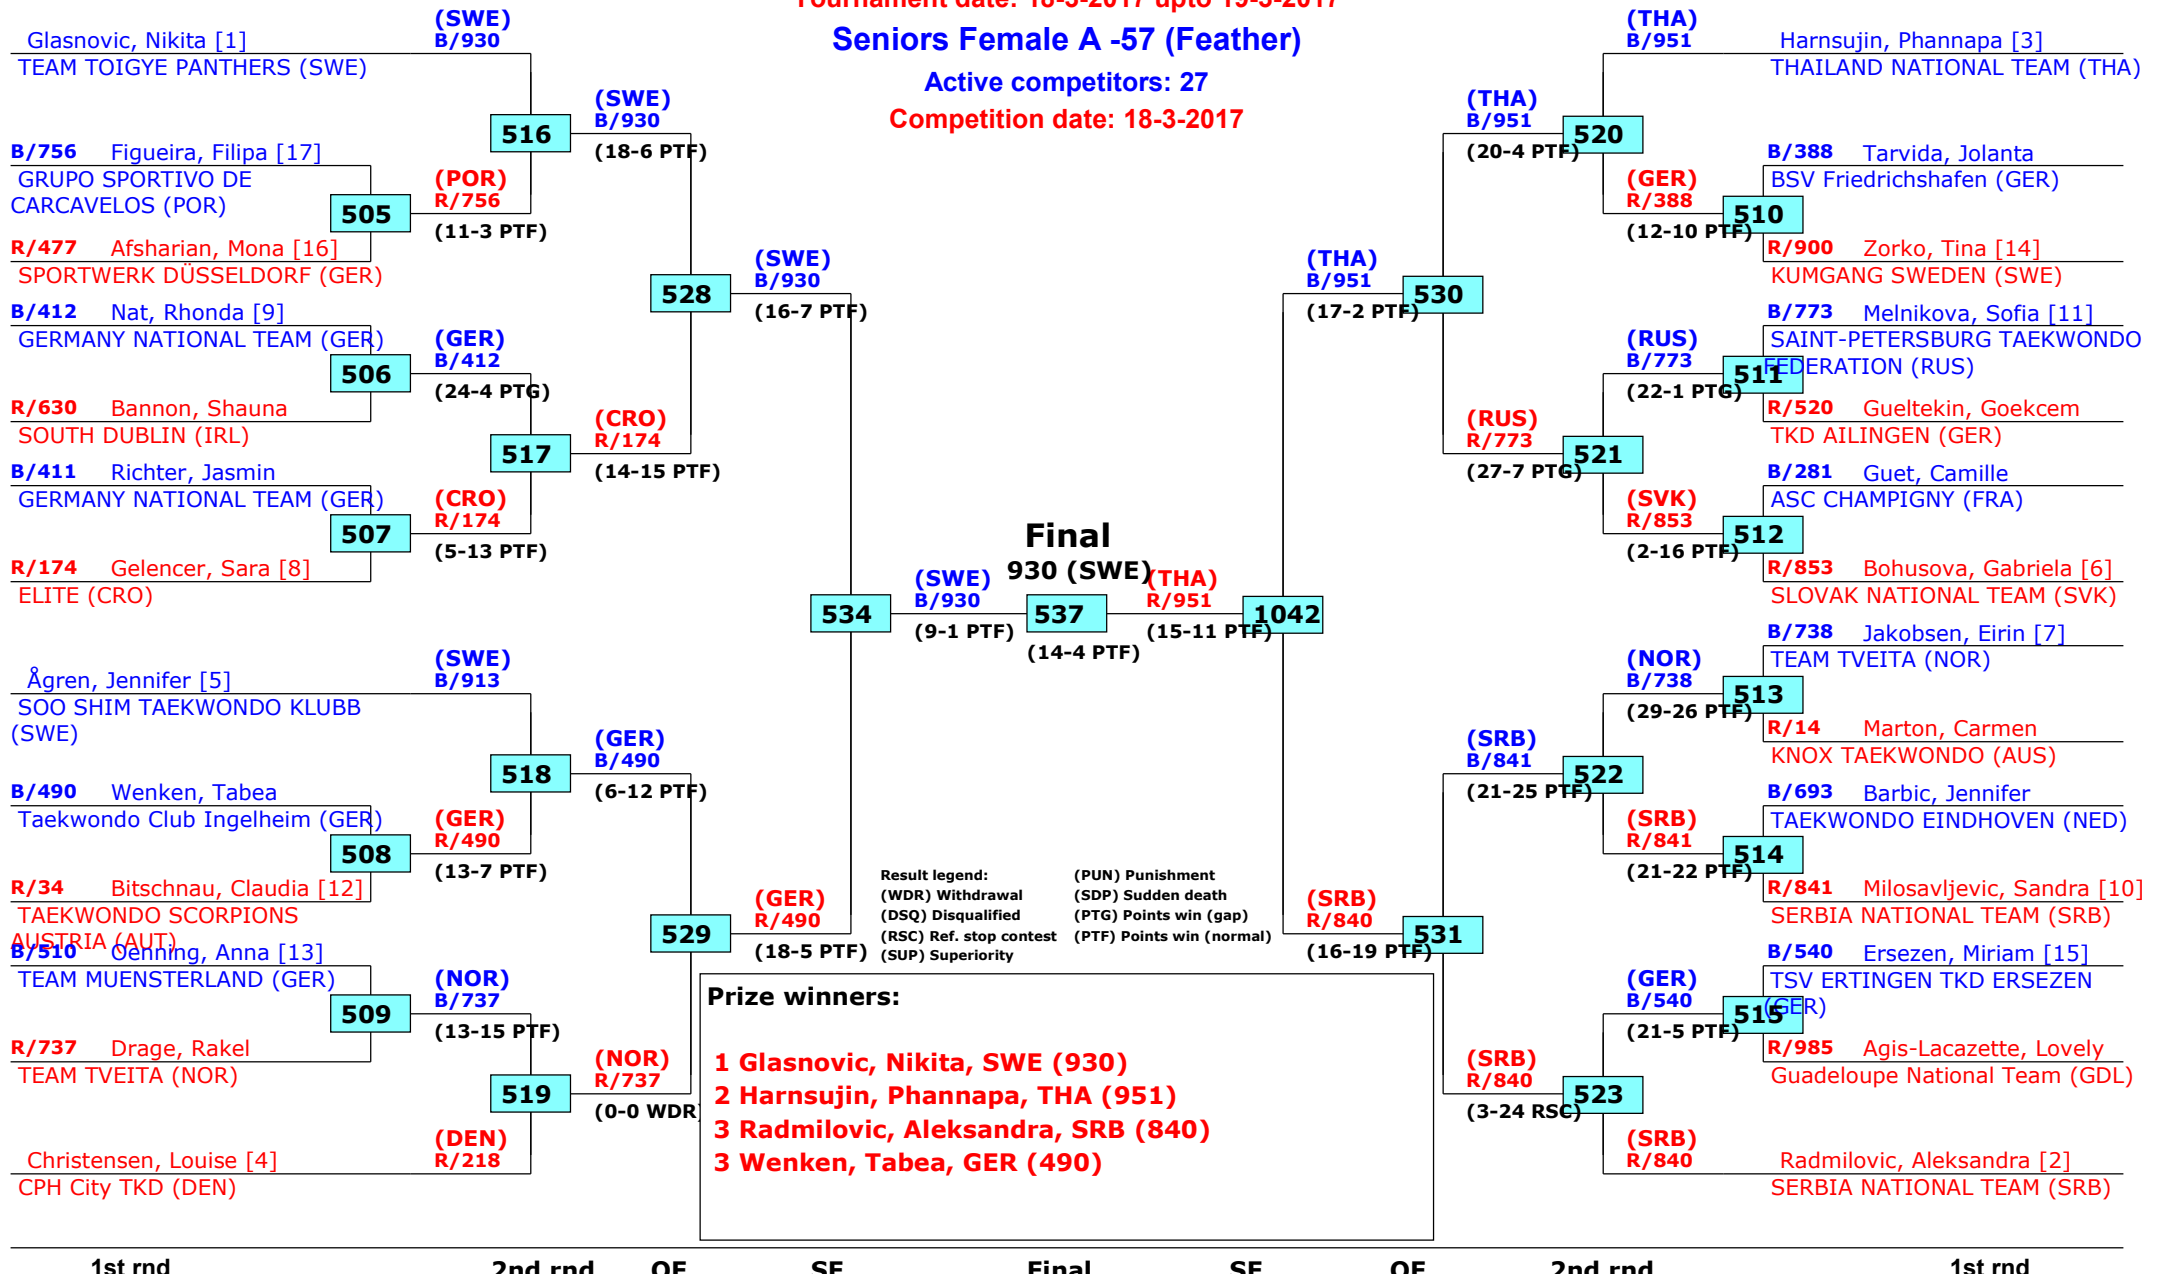 Tournament date: 18-3-2017 upto 19-3-2017
Seniors Female A -57 (Feather)
Active competitors: 27
Competition date: 18-3-2017
Glasnovic, Nikita [1]
TEAM TOIGYE PANTHERS (SWE)
(SWE)
B/930
B/756 Figueira, Filipa [17]
GRUPO SPORTIVO DE
CARCAVELOS (POR)
505
R/477 Afsharian, Mona [16]
SPORTWERK DÜSSELDORF (GER)
(POR)
R/756
(11-3 PTF)
516
(SWE)
B/930
(18-6 PTF)
B/412 Nat, Rhonda [9]
GERMANY NATIONAL TEAM (GER)
506
R/630 Bannon, Shauna
SOUTH DUBLIN (IRL)
(GER)
B/412
(24-4 PTG)
B/411 Richter, Jasmin
GERMANY NATIONAL TEAM (GER)
507
R/174 Gelencer, Sara [8]
ELITE (CRO)
(CRO)
R/174
(5-13 PTF)
517
(CRO)
R/174
(14-15 PTF)
528
(SWE)
B/930
(16-7 PTF)
Ågren, Jennifer [5]
SOO SHIM TAEKWONDO KLUBB
(SWE)
(SWE)
B/913
B/490 Wenken, Tabea
Taekwondo Club Ingelheim (GER)
508
R/34 Bitschnau, Claudia [12]
TAEKWONDO SCORPIONS
AUSTRIA (AUT)
(GER)
R/490
(13-7 PTF)
518
(GER)
B/490
(6-12 PTF)
B/510 Oenning, Anna [13]
TEAM MUENSTERLAND (GER)
509
R/737 Drage, Rakel
TEAM TVEITA (NOR)
(NOR)
B/737
(13-15 PTF)
519
Christensen, Louise [4]
CPH City TKD (DEN)
(DEN)
R/218
(NOR)
R/737
(0-0 WDR)
529
(GER)
R/490
(18-5 PTF)
534
(SWE)
B/930
(9-1 PTF)
Final
930 (SWE)
537
(14-4 PTF)
(THA)
R/951
(15-11 PTF)
1042
(THA)
B/951
(17-2 PTF)
530
(THA)
B/951
(20-4 PTF)
520
(THA)
B/951
Harnsujin, Phannapa [3]
THAILAND NATIONAL TEAM (THA)
(GER)
R/388
(12-10 PTF)
510
B/388 Tarvida, Jolanta
BSV Friedrichshafen (GER)
R/900 Zorko, Tina [14]
KUMGANG SWEDEN (SWE)
(RUS)
R/773
(27-7 PTG)
521
(RUS)
B/773
(22-1 PTG)
511
B/773 Melnikova, Sofia [11]
SAINT-PETERSBURG TAEKWONDO
FEDERATION (RUS)
R/520 Gueltekin, Goekcem
TKD AILINGEN (GER)
(SVK)
R/853
(2-16 PTF)
512
B/281 Guet, Camille
ASC CHAMPIGNY (FRA)
R/853 Bohusova, Gabriela [6]
SLOVAK NATIONAL TEAM (SVK)
(SRB)
R/840
(16-19 PTF)
531
(SRB)
B/841
(21-25 PTF)
522
(NOR)
B/738
(29-26 PTF)
513
B/738 Jakobsen, Eirin [7]
TEAM TVEITA (NOR)
R/14 Marton, Carmen
KNOX TAEKWONDO (AUS)
(SRB)
R/841
(21-22 PTF)
514
B/693 Barbic, Jennifer
TAEKWONDO EINDHOVEN (NED)
R/841 Milosavljevic, Sandra [10]
SERBIA NATIONAL TEAM (SRB)
(SRB)
R/840
(3-24 RSC)
523
(GER)
B/540
(21-5 PTF)
515
B/540 Ersezen, Miriam [15]
TSV ERTINGEN TKD ERSEZEN
(GER)
R/985 Agis-Lacazette, Lovely
Guadeloupe National Team (GDL)
(SRB)
R/840
Radmilovic, Aleksandra [2]
SERBIA NATIONAL TEAM (SRB)
Result legend:
(WDR) Withdrawal
(DSQ) Disqualified
(RSC) Ref. stop contest
(SUP) Superiority
(PUN) Punishment
(SDP) Sudden death
(PTG) Points win (gap)
(PTF) Points win (normal)
Prize winners:
1 Glasnovic, Nikita, SWE (930)
2 Harnsujin, Phannapa, THA (951)
3 Radmilovic, Aleksandra, SRB (840)
3 Wenken, Tabea, GER (490)
1st rnd 2nd rnd QF SF Final SF QF 2nd rnd 1st rnd